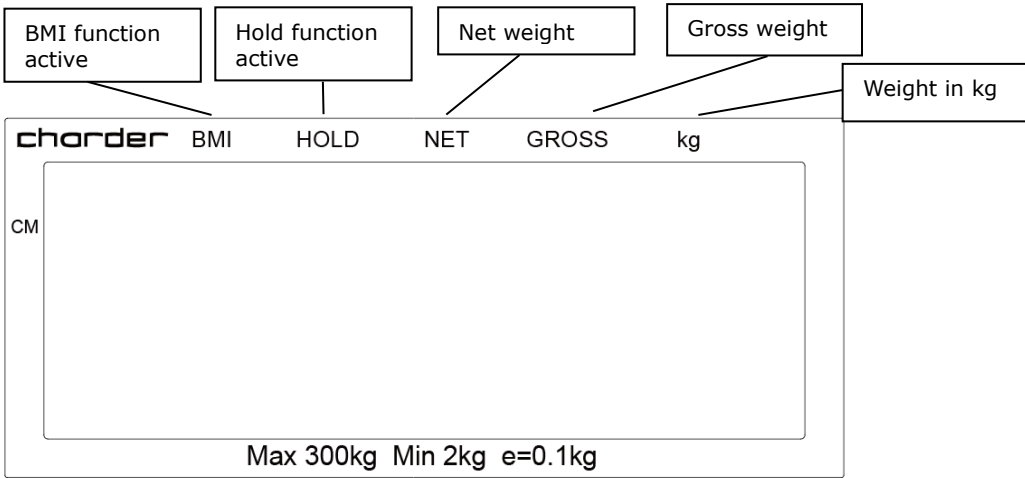 BMI function
active
Hold function
active
Net weight
Gross weight
Weight in kg
charder BMI HOLD NET GROSS kg
CM
Max 300kg Min 2kg e=0.1kg